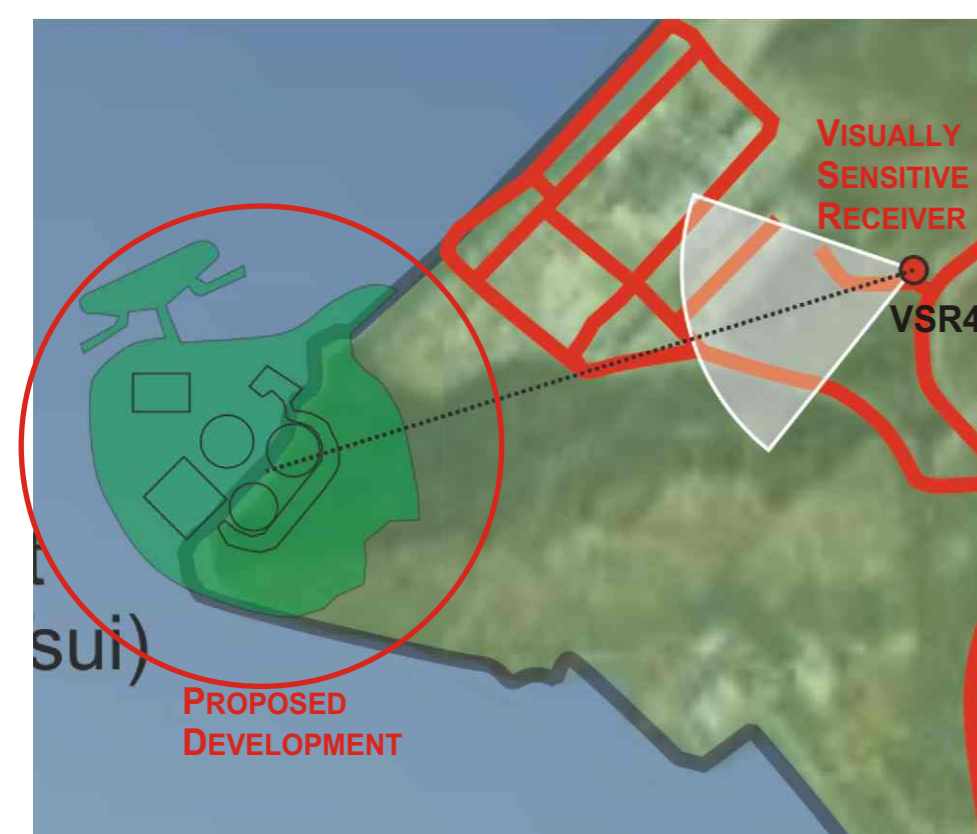 VISUALLY
SENSITIVE
RECEIVER
VSR4
t
sui)
PROPOSED
DEVELOPMENT